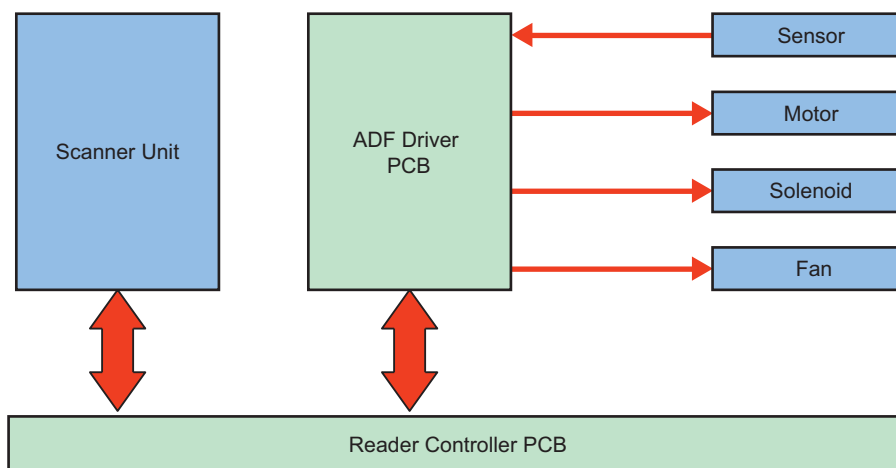 Scanner Unit
ADF Driver
PCB
Sensor
Motor
Solenoid
Fan
Reader Controller PCB